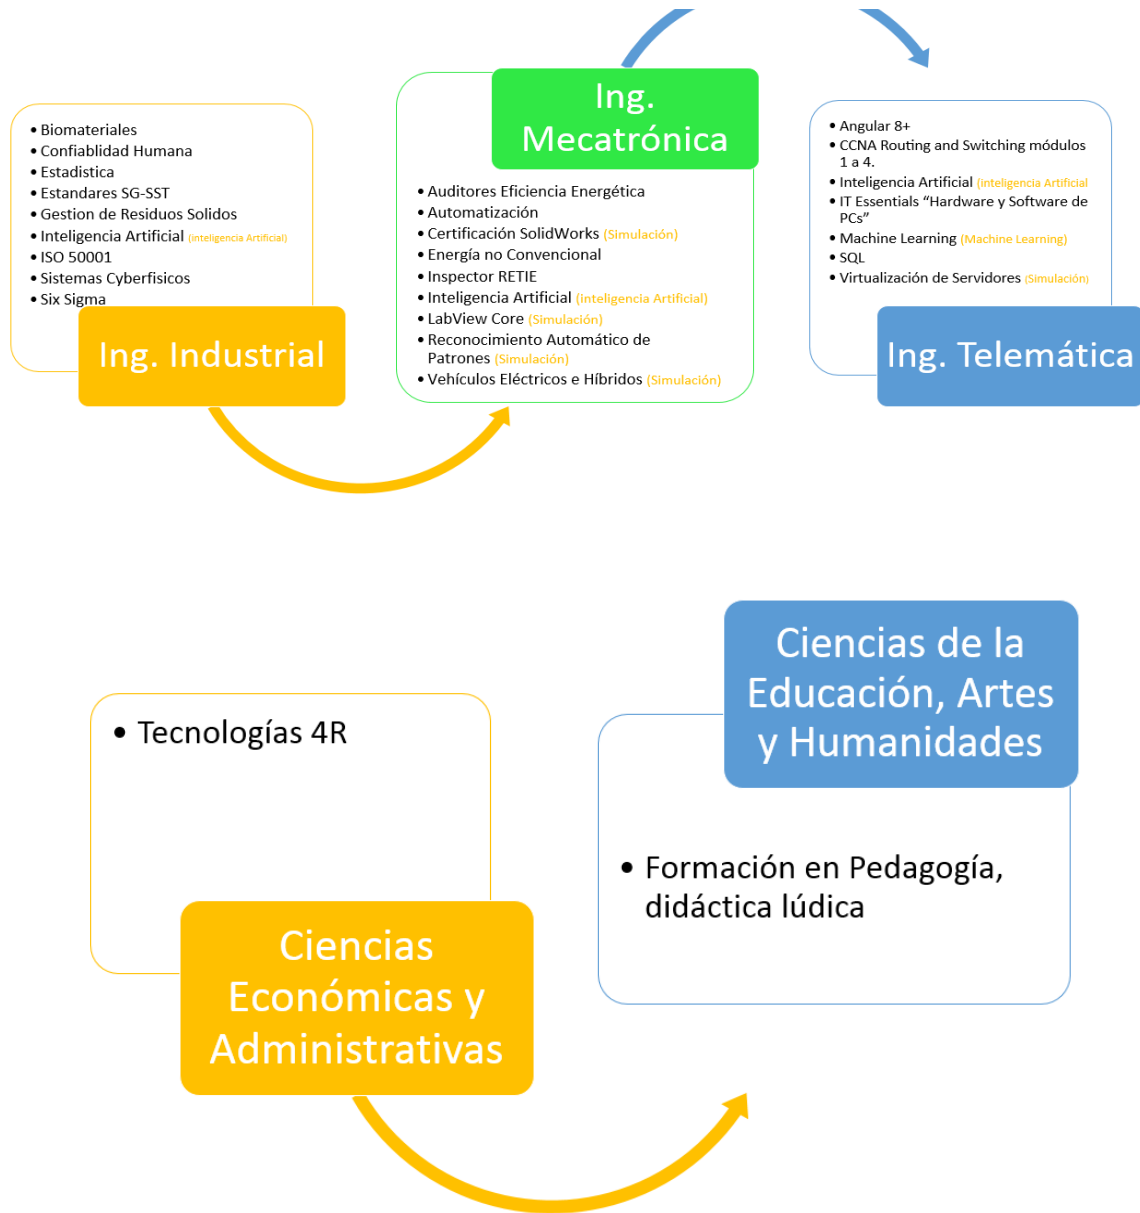 • Biomateriales
• Confiablidad Humana
• Estadistica
• Estandares SG-SST
• Gestion de Residuos Solidos
• Inteligencia Artificial (inteligencia Artificial)
• ISO 50001
• Sistemas Cyberfisicos
• Six Sigma
Ing. Industrial
Ing.
Mecatrónica
• Auditores Eficiencia Energética
• Automatización
• Certificación SolidWorks (Simulación)
• Energía no Convencional
• Inspector RETIE
• Inteligencia Artificial (inteligencia Artificial)
• LabView Core (Simulación)
• Reconocimiento Automático de
Patrones (Simulación)
• Vehículos Eléctricos e Híbridos (Simulación)
• Angular 8+
• CCNA Routing and Switching módulos
1 a 4.
• Inteligencia Artificial (inteligencia Artificial
• IT Essentials “Hardware y Software de
PCs”
• Machine Learning (Machine Learning)
• SQL
• Virtualización de Servidores (Simulación)
Ing. Telemática
• Tecnologías 4R
Ciencias
Económicas y
Administrativas
Ciencias de la
Educación, Artes
y Humanidades
• Formación en Pedagogía,
didáctica lúdica